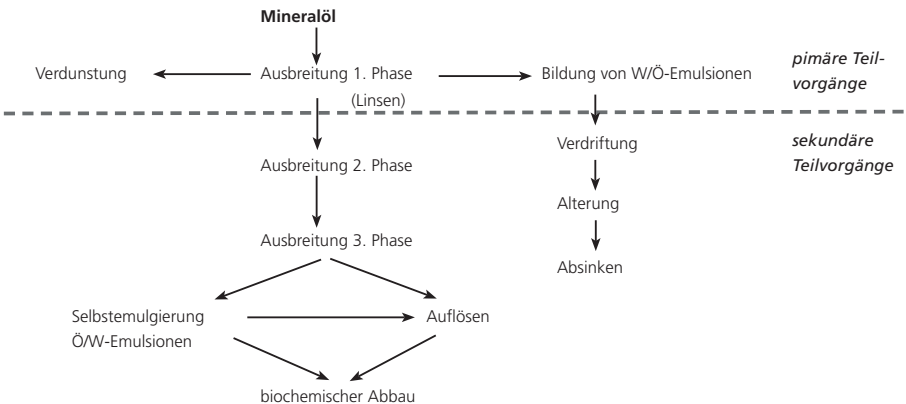 Mineralöl
Verdunstung
Ausbreitung 1. Phase
(Linsen)
Bildung von W/Ö-Emulsionen
pimäre Teil-
vorgänge
Verdriftung
sekundäre
Teilvorgänge
Ausbreitung 2. Phase
Alterung
Ausbreitung 3. Phase
Absinken
Selbstemulgierung
Ö/W-Emulsionen
Auflösen
biochemischer Abbau